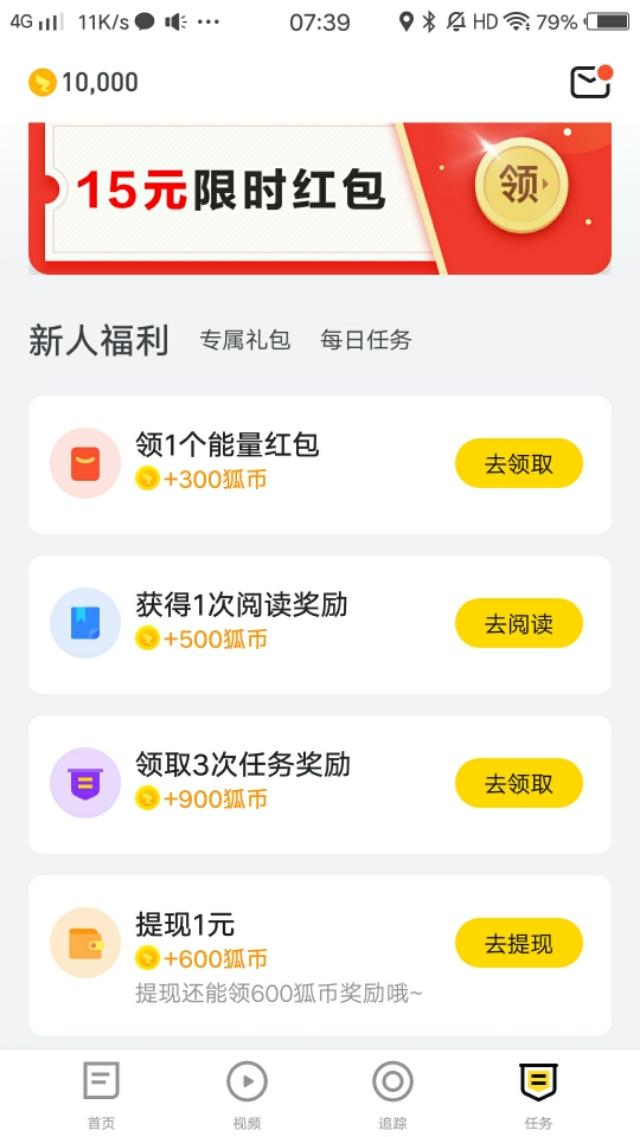 4G 11K/s 07:39 HD 79%
10,000
15元限时红包 领
新人福利 专属礼包 每日任务
领1个能量红包
+300狐币
去领取
获得1次阅读奖励
+500狐币
去阅读
领取3次任务奖励
+900狐币
去领取
提现1元
+600狐币
提现还能领600狐币奖励哦~
去提现
首页 视频 追踪 任务